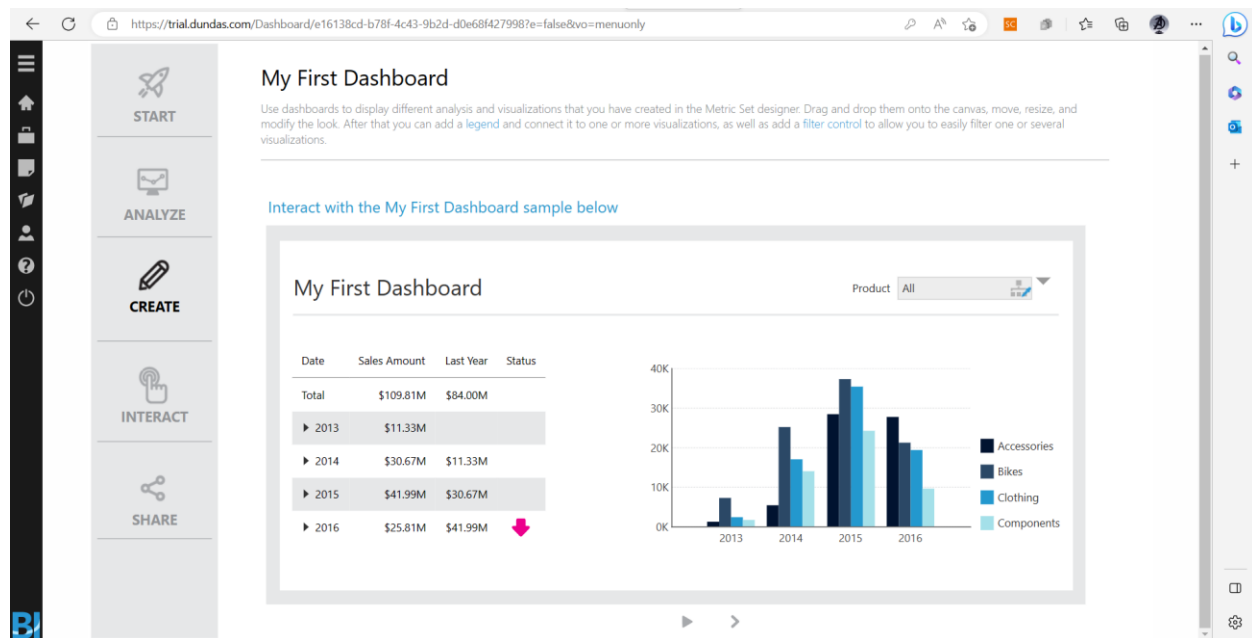 https://trial.dundas.com/Dashboard/e16138cd-b78f-4c43-9b2d-d0e68f427998?e=false&vo=menuonly
SC
START
ANALYZE
CREATE
INTERACT
SHARE
BI
My First Dashboard
Use dashboards to display different analysis and visualizations that you have created in the Metric Set designer. Drag and drop them onto the canvas, move, resize, and
modify the look. After that you can add a legend and connect it to one or more visualizations, as well as add a filter control to allow you to easily filter one or several
visualizations.
Interact with the My First Dashboard sample below
My First Dashboard
Product All
Date Sales Amount Last Year Status
Total $109.81M $84.00M
2013 $11.33M
2014 $30.67M $11.33M
2015 $41.99M $30.67M
2016 $25.81M $41.99M
40K
30K
20K
10K
0K
2013 2014 2015 2016
Accessories
Bikes
Clothing
Components